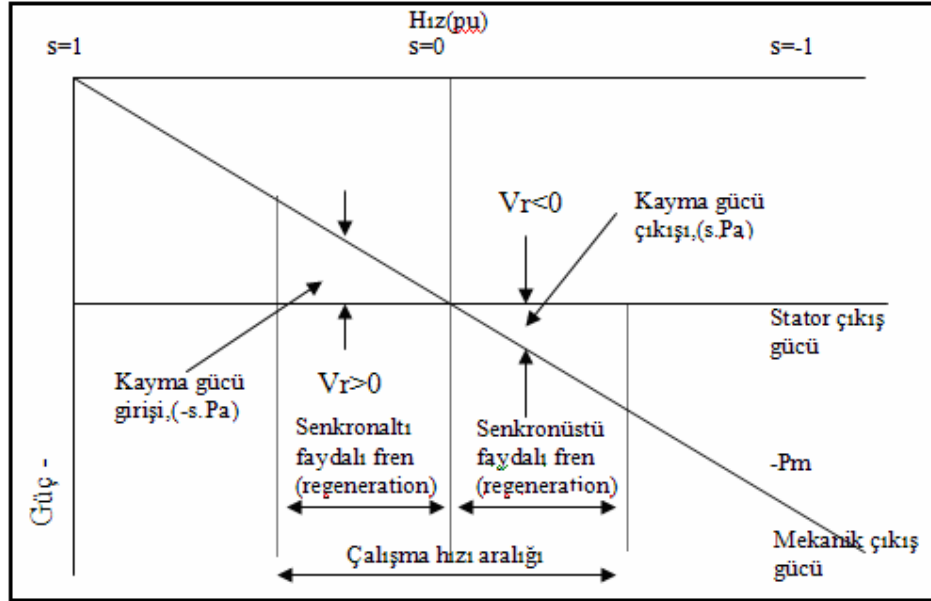 Hız(pu)
s=1
s=0
s=-1
Vr<0
Kayma gücü
çıkışı,(s.Pa)
Stator çıkış
gücü
Kayma gücü
girişi,(-s.Pa)
Vr>0
Senkronaltı
faydalı fren
(regeneration)
Senkronüstü
faydalı fren
(regeneration)
-Pm
Güç -
Çalışma hızı aralığı
Mekanik çıkış
gücü